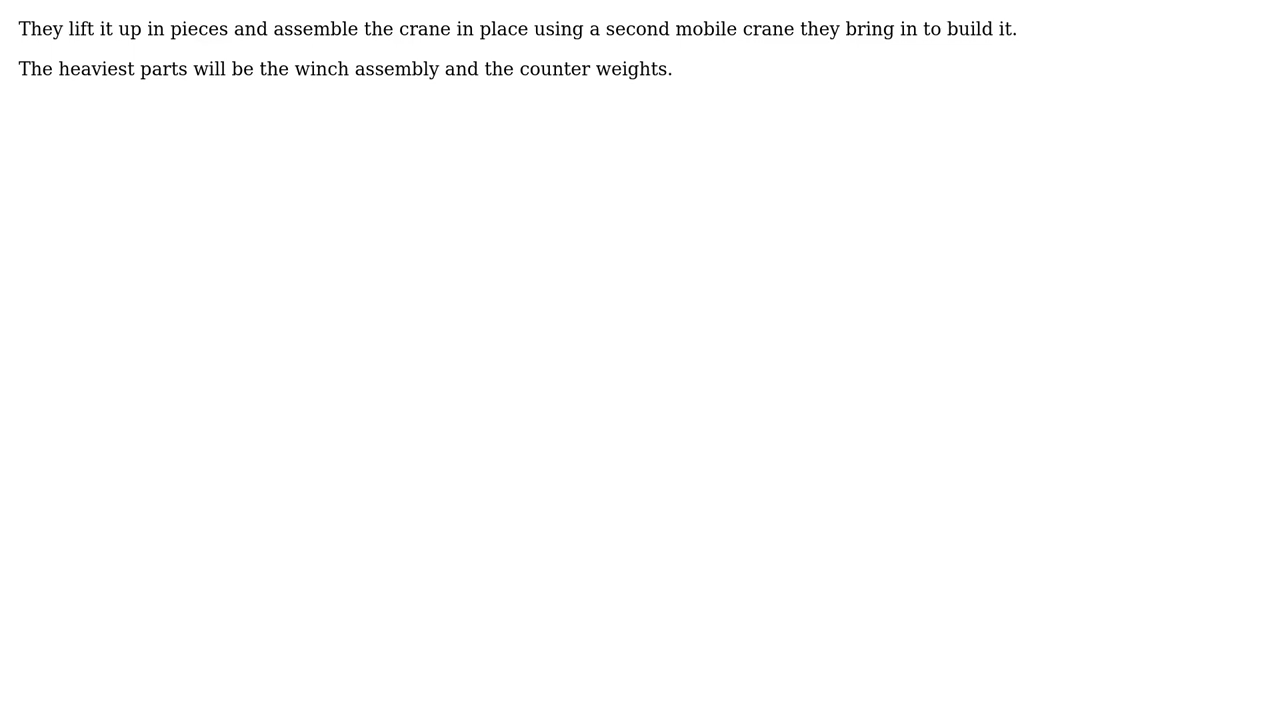 They lift it up in pieces and assemble the crane in place using a second mobile crane they bring in to build it.
The heaviest parts will be the winch assembly and the counter weights.